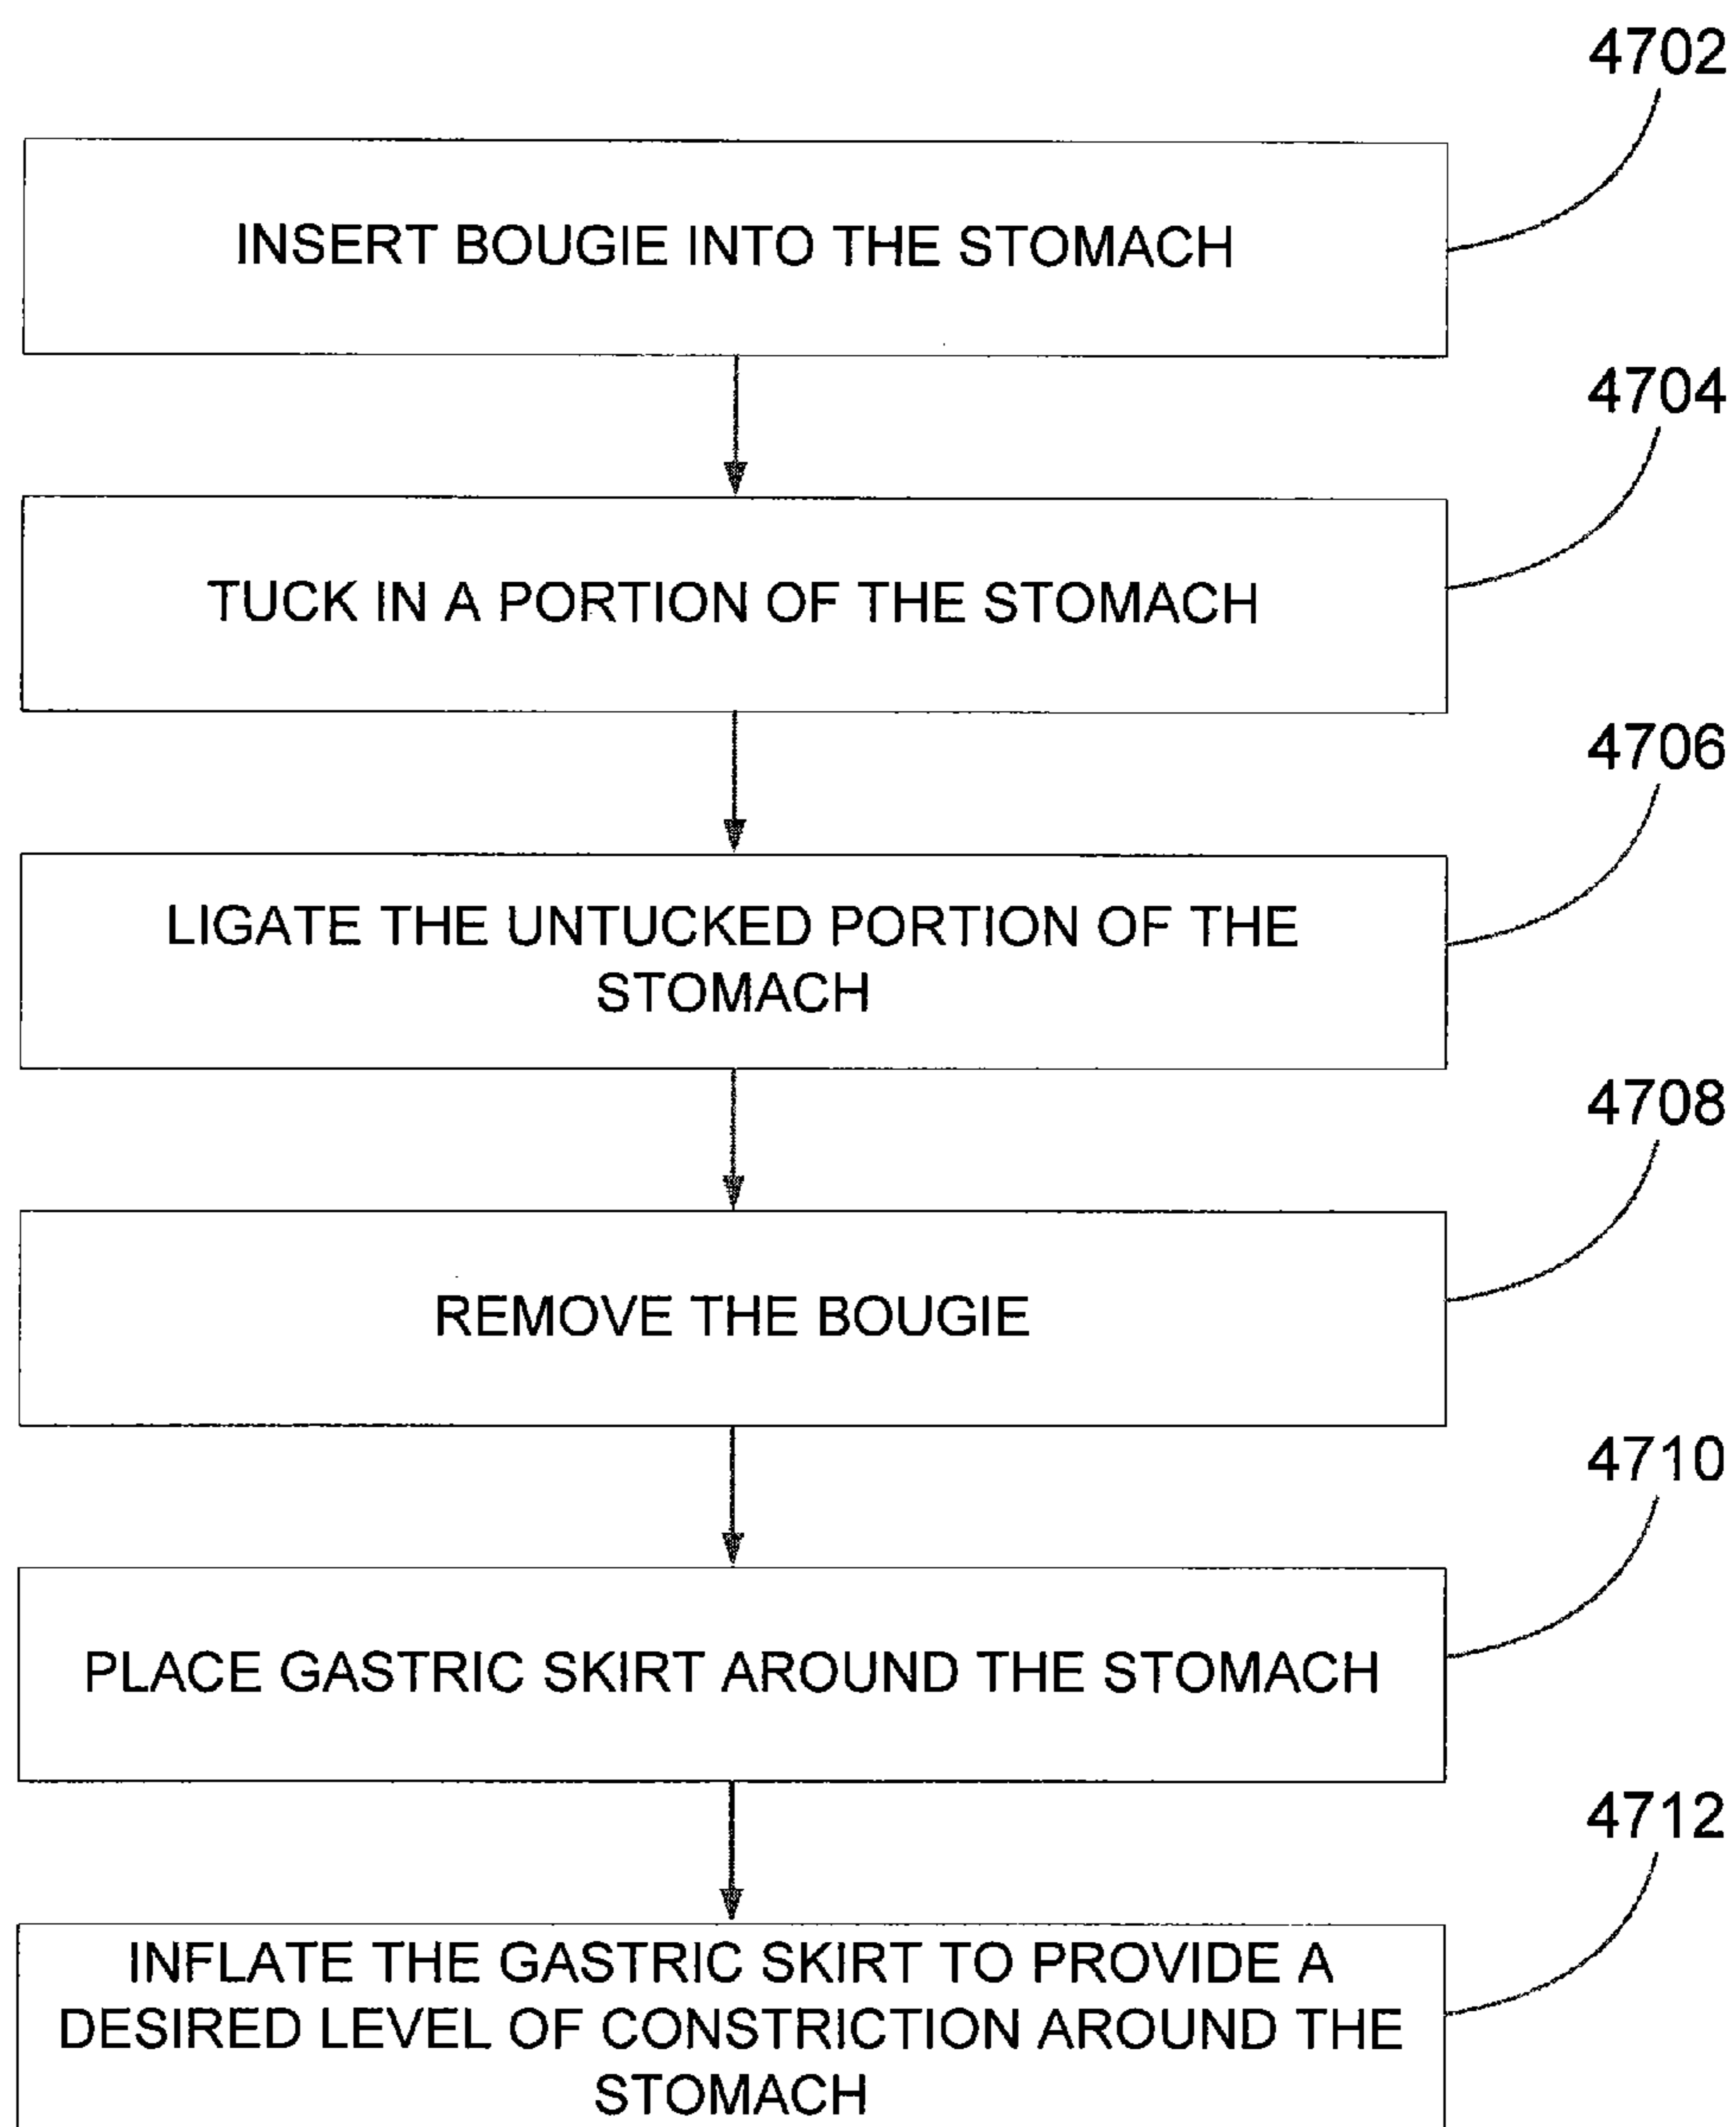 4702
INSERT BOUGIE INTO THE STOMACH
4704
TUCK IN A PORTION OF THE STOMACH
4706
LIGATE THE UNTUCKED PORTION OF THE
STOMACH
4708
REMOVE THE BOUGIE
4710
PLACE GASTRIC SKIRT AROUND THE STOMACH
4712
INFLATE THE GASTRIC SKIRT TO PROVIDE A
DESIRED LEVEL OF CONSTRICTION AROUND THE
STOMACH